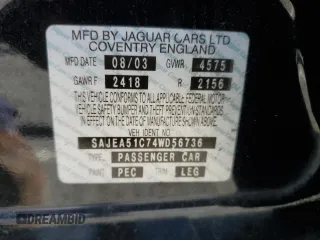 MFD BY JAGUAR CARS LTD
COVENTRY ENGLAND
MFD DATE 08/03 GVWR 4575
GAWR F 2418 R 2156
THIS VEHICLE CONFORMS TO ALL
APPLICABLE FEDERAL MOTOR
VEHICLE SAFETY BUMPER AND THEFT PREVENTION
STANDARDS IN EFFECT ON THE
DATE OF MANUFACTURE SHOWN ABOVE
VEH IDENT NO
SAJEA51C74WD56736
TYPE PASSENGER CAR
PAINT PEC TRIM LEG
DREAMBID